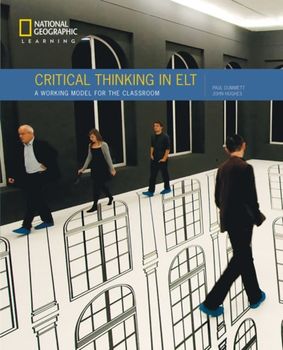 NATIONAL
GEOGRAPHIC
LEARNING
CRITICAL THINKING IN ELT
A WORKING MODEL FOR THE CLASSROOM
PAUL DUMMETT
JOHN HUGHES